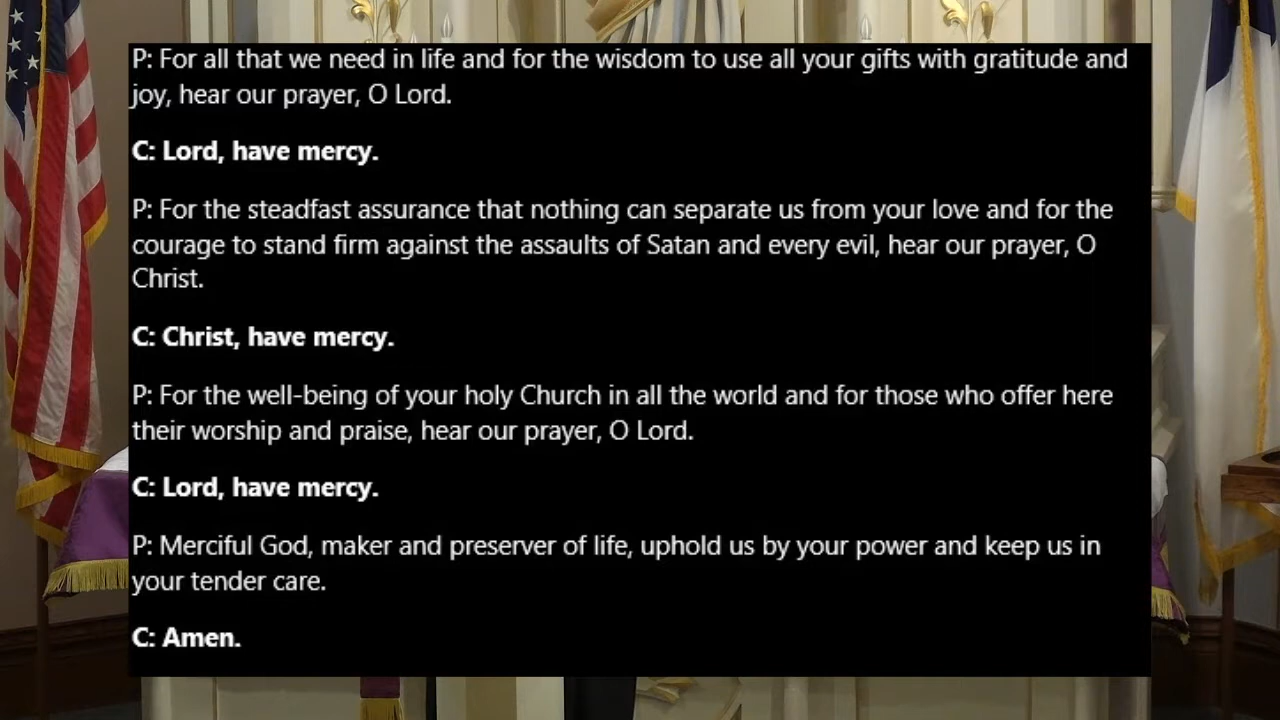 P: For all that we need in life and for the wisdom to use all your gifts with gratitude and
joy, hear our prayer, O Lord.
C: Lord, have mercy.
P: For the steadfast assurance that nothing can separate us from your love and for the
courage to stand firm against the assaults of Satan and every evil, hear our prayer, O
Christ.
C: Christ, have mercy.
P: For the well-being of your holy Church in all the world and for those who offer here
their worship and praise, hear our prayer, O Lord.
C: Lord, have mercy.
P: Merciful God, maker and preserver of life, uphold us by your power and keep us in
your tender care.
C: Amen.